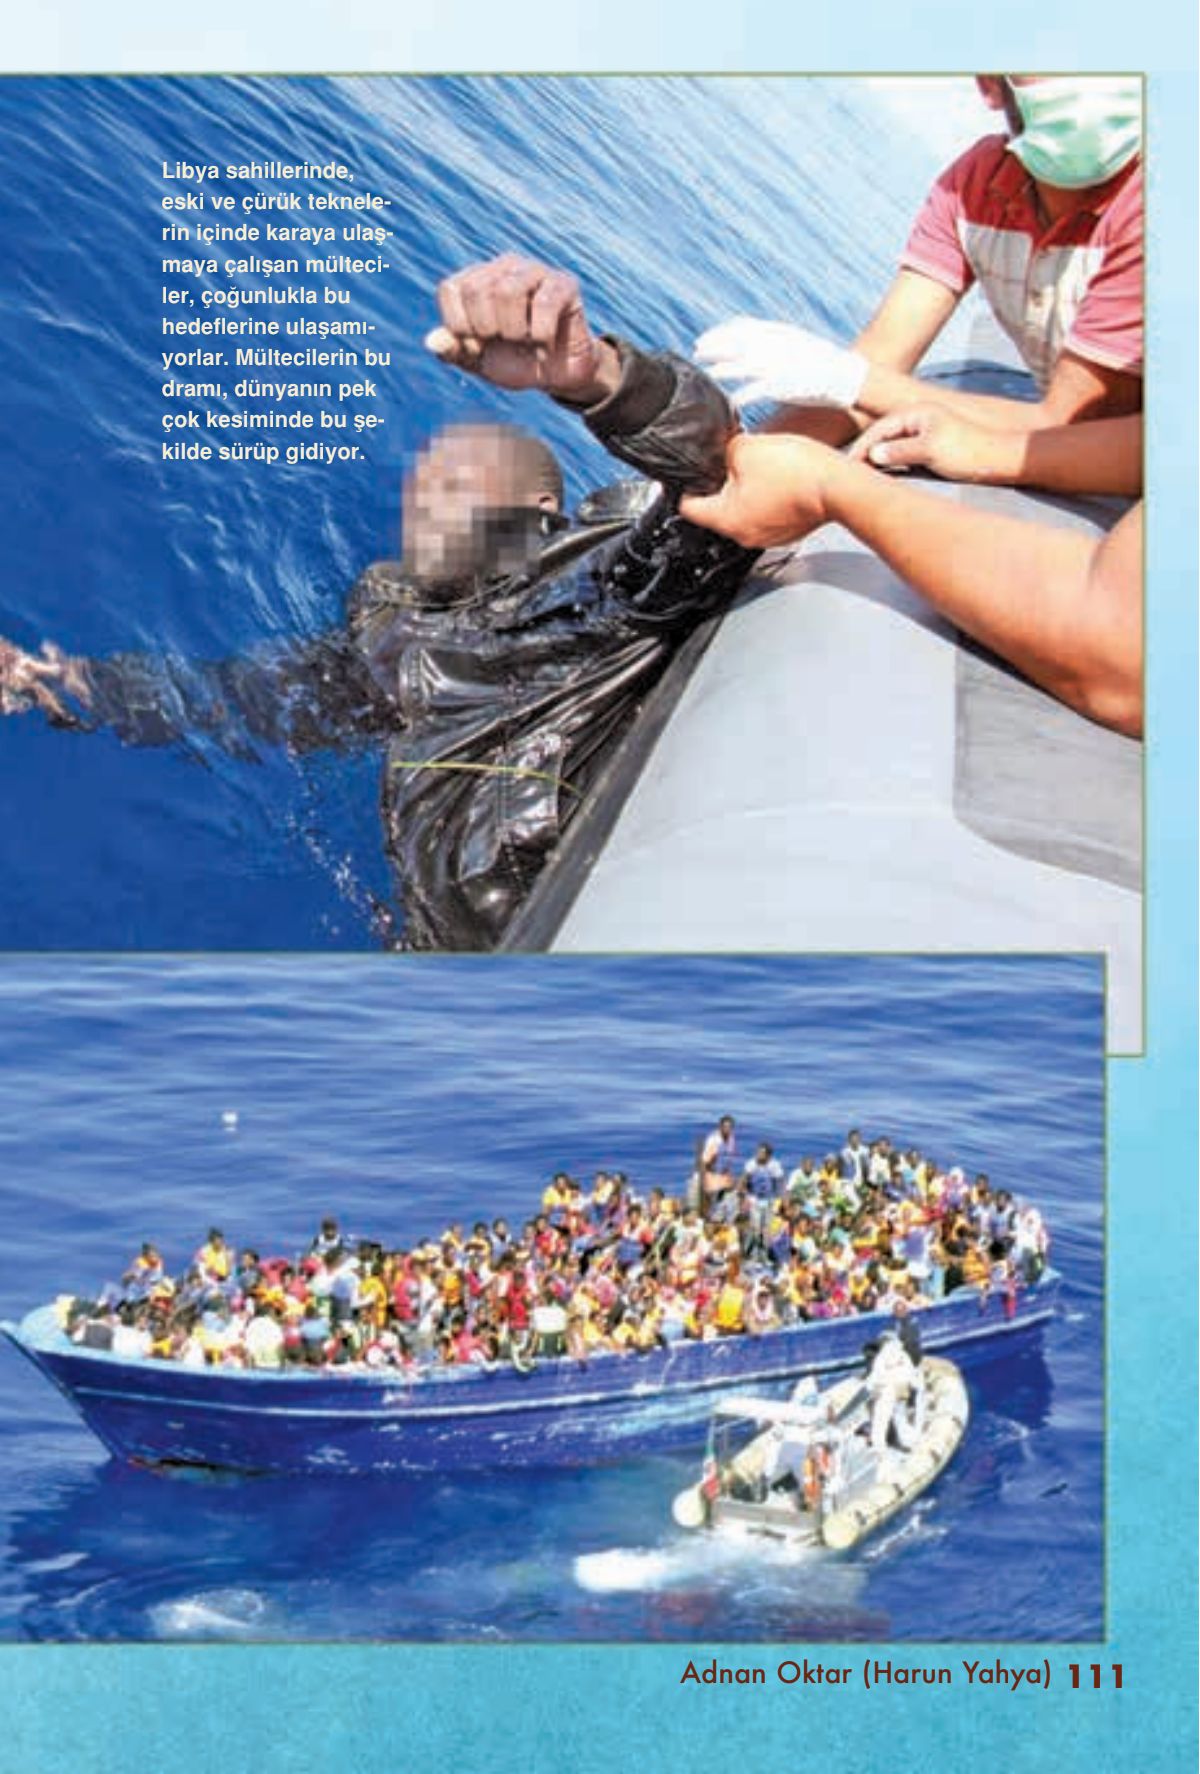 Libya sahillerinde,
eski ve çürük teknele-
rin içinde karaya ulaş-
maya çalışan mülteci-
ler, çoğunlukla bu
hedeflerine ulaşamı-
yorlar. Mültecilerin bu
dramı, dünyanın pek
çok kesiminde bu şe-
kilde sürüp gidiyor.
Adnan Oktar (Harun Yahya) 111